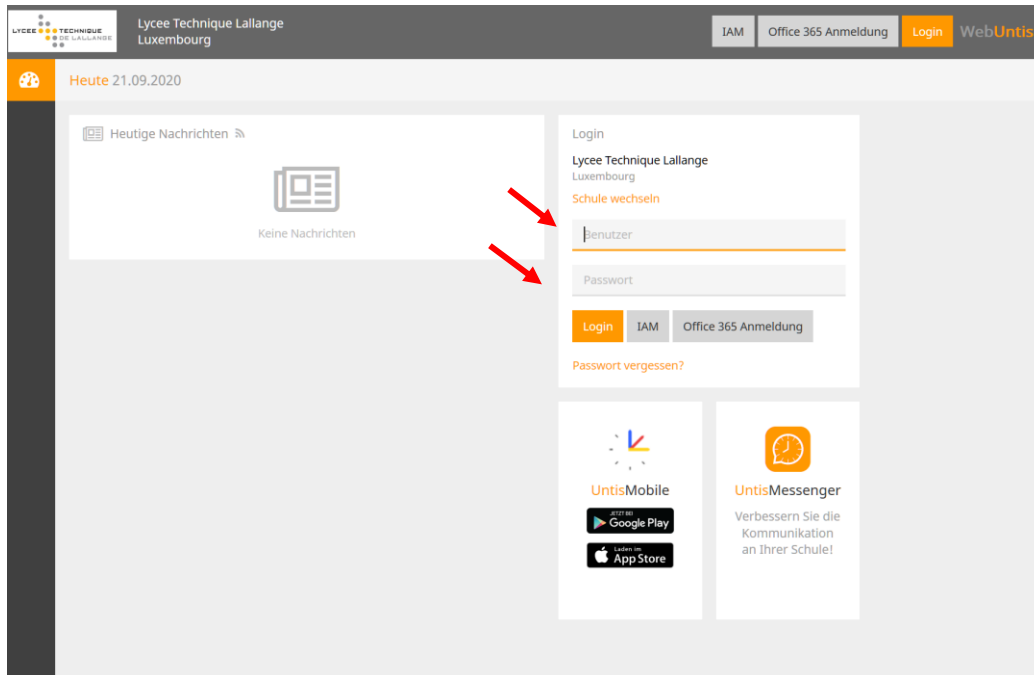 LYCEE TECHNIQUE
DE LALLANGE
Lycee Technique Lallange
Luxembourg
IAM
Office 365 Anmeldung
Login
WebUntis
Heute 21.09.2020
Heutige Nachrichten
Keine Nachrichten
Login
Lycee Technique Lallange
Luxembourg
Schule wechseln
Benutzer
Passwort
Login
IAM
Office 365 Anmeldung
Passwort vergessen?
UntisMobile
JETZT BEI
Google Play
Laden im
App Store
UntisMessenger
Verbessern Sie die
Kommunikation
an Ihrer Schule!